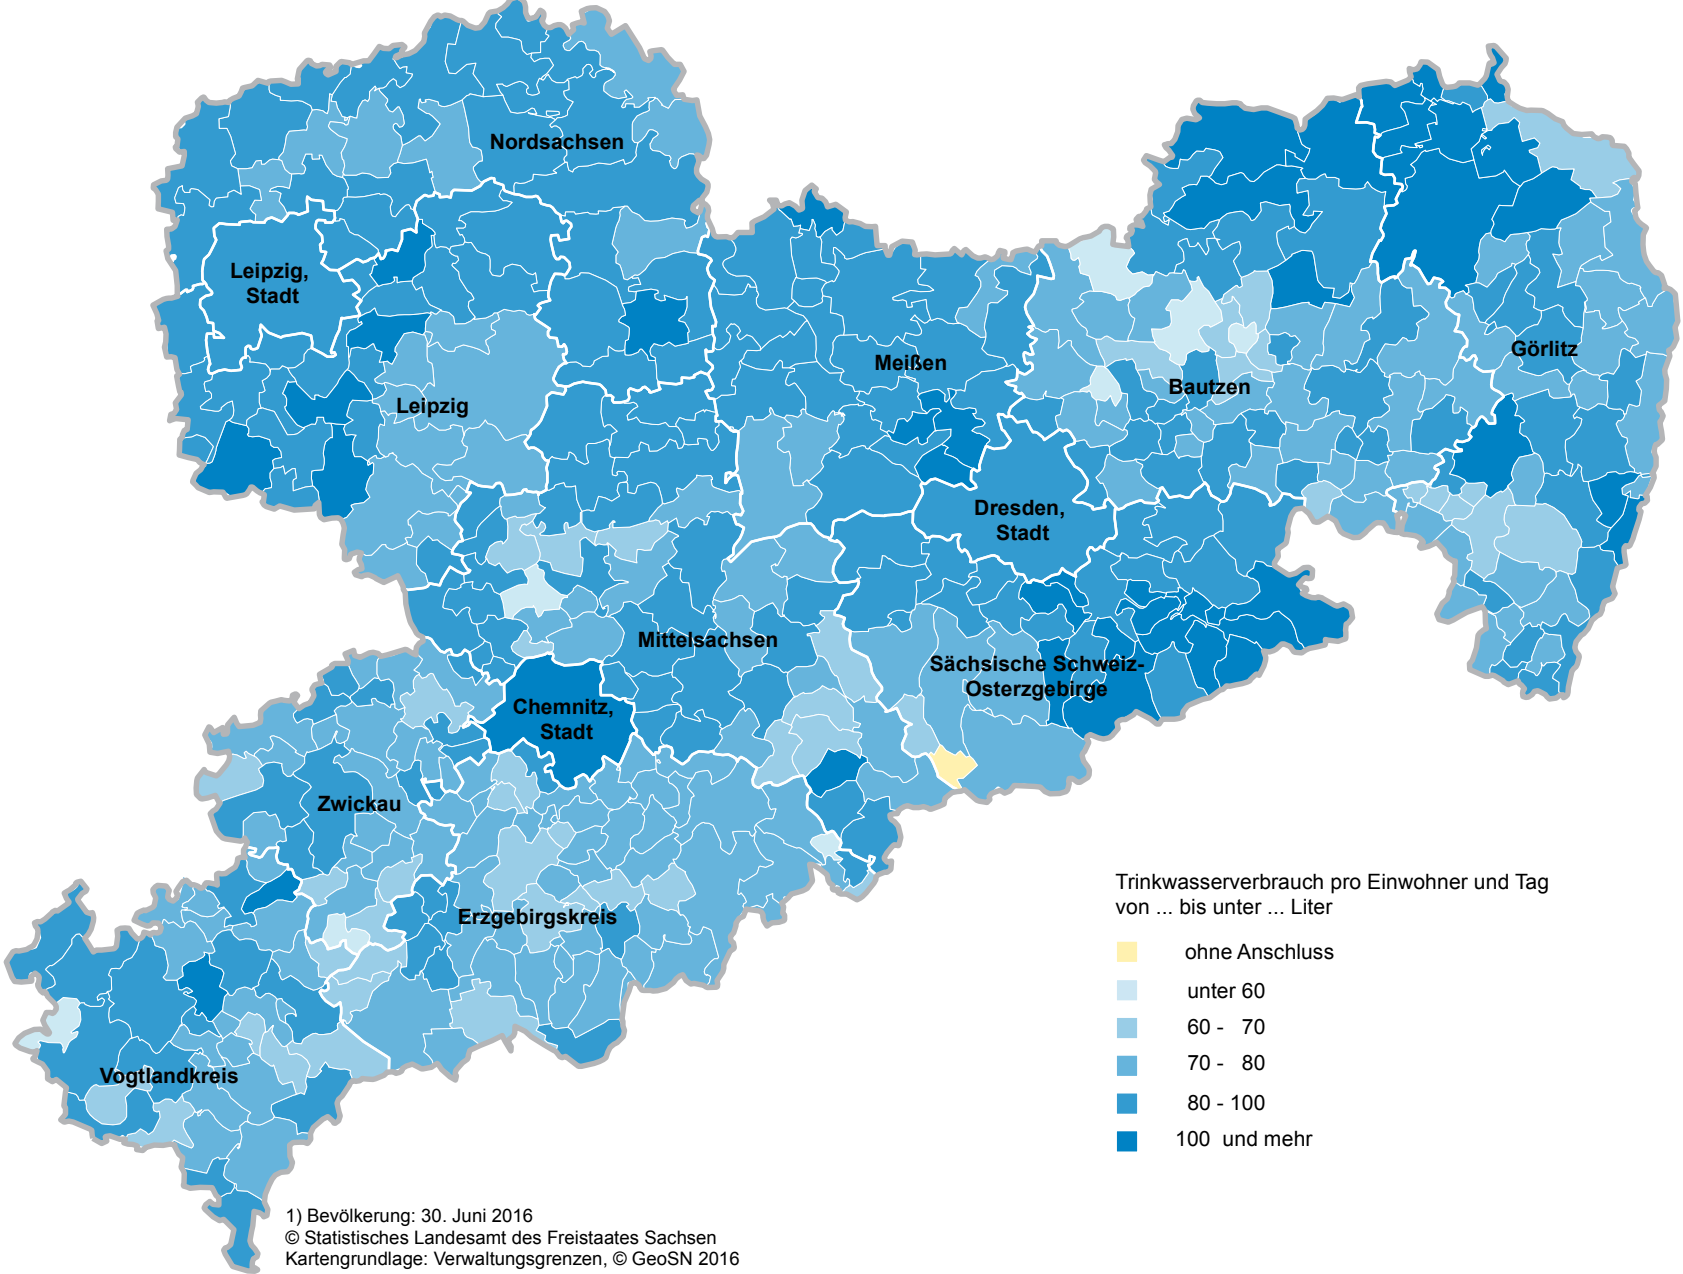 Nordsachsen
Leipzig,
Stadt
Leipzig
Meißen
Bautzen
Görlitz
Dresden,
Stadt
Mittelsachsen
Sächsische Schweiz-
Osterzgebirge
Chemnitz,
Stadt
Zwickau
Erzgebirgskreis
Vogtlandkreis
Trinkwasserverbrauch pro Einwohner und Tag
von ... bis unter ... Liter
ohne Anschluss
unter 60
60 - 70
70 - 80
80 - 100
100 und mehr
1) Bevölkerung: 30. Juni 2016
© Statistisches Landesamt des Freistaates Sachsen
Kartengrundlage: Verwaltungsgrenzen, © GeoSN 2016